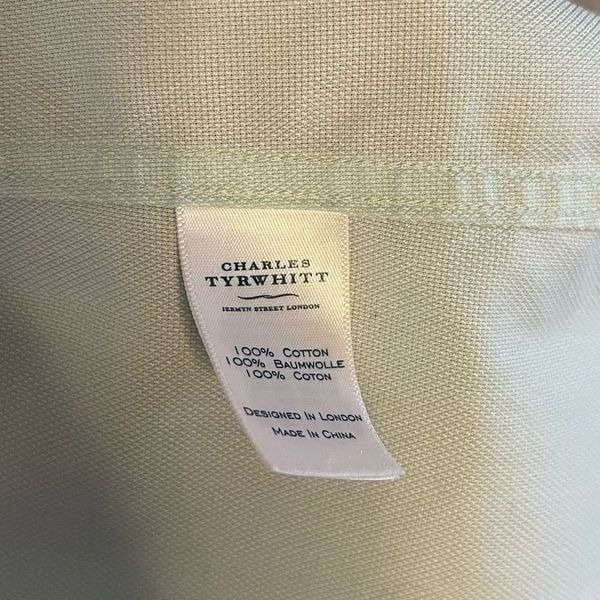 CHARLES
TYRWHITT
JERMYN STREET LONDON
100% COTTON
100% BAUMWOLLE
100% COTON
DESIGNED IN LONDON
MADE IN CHINA